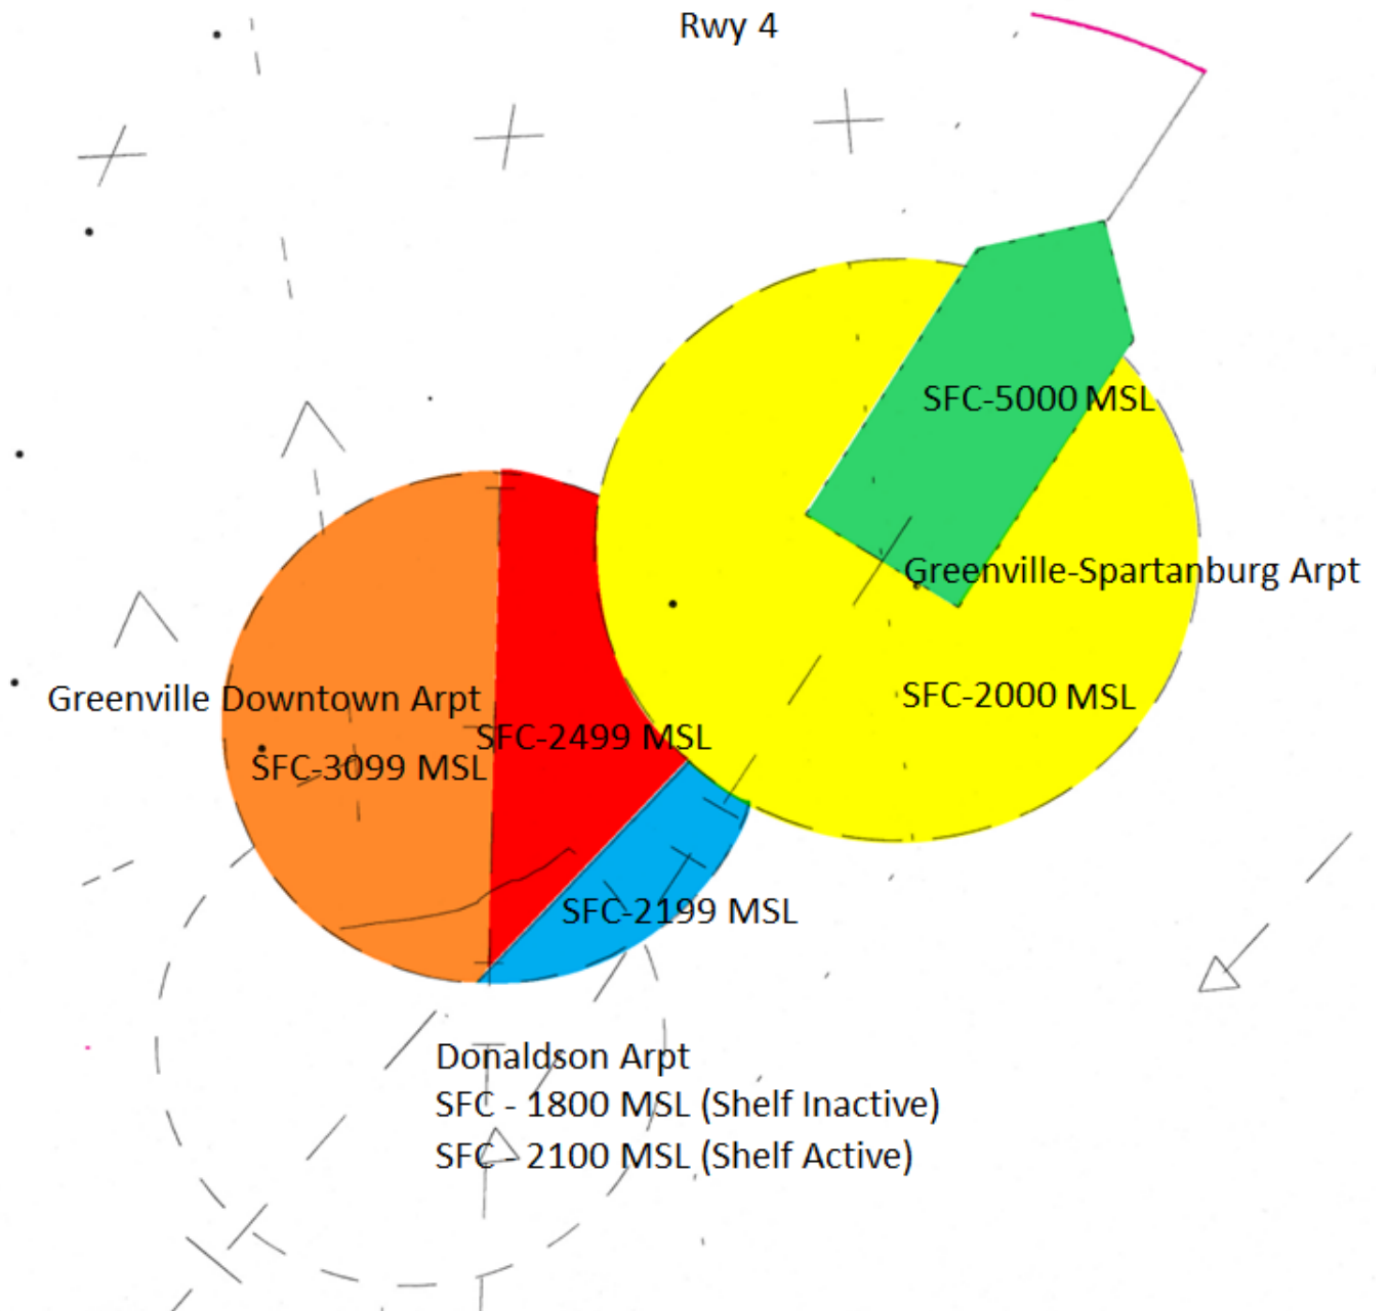 Rwy 4
SFC-5000 MSL
Greenville-Spartanburg Arpt
SFC-2000 MSL
Greenville Downtown Arpt
SFC-2499 MSL
SFC-3099 MSL
SFC-2199 MSL
Donaldson Arpt
SFC - 1800 MSL (Shelf Inactive)
SFC - 2100 MSL (Shelf Active)